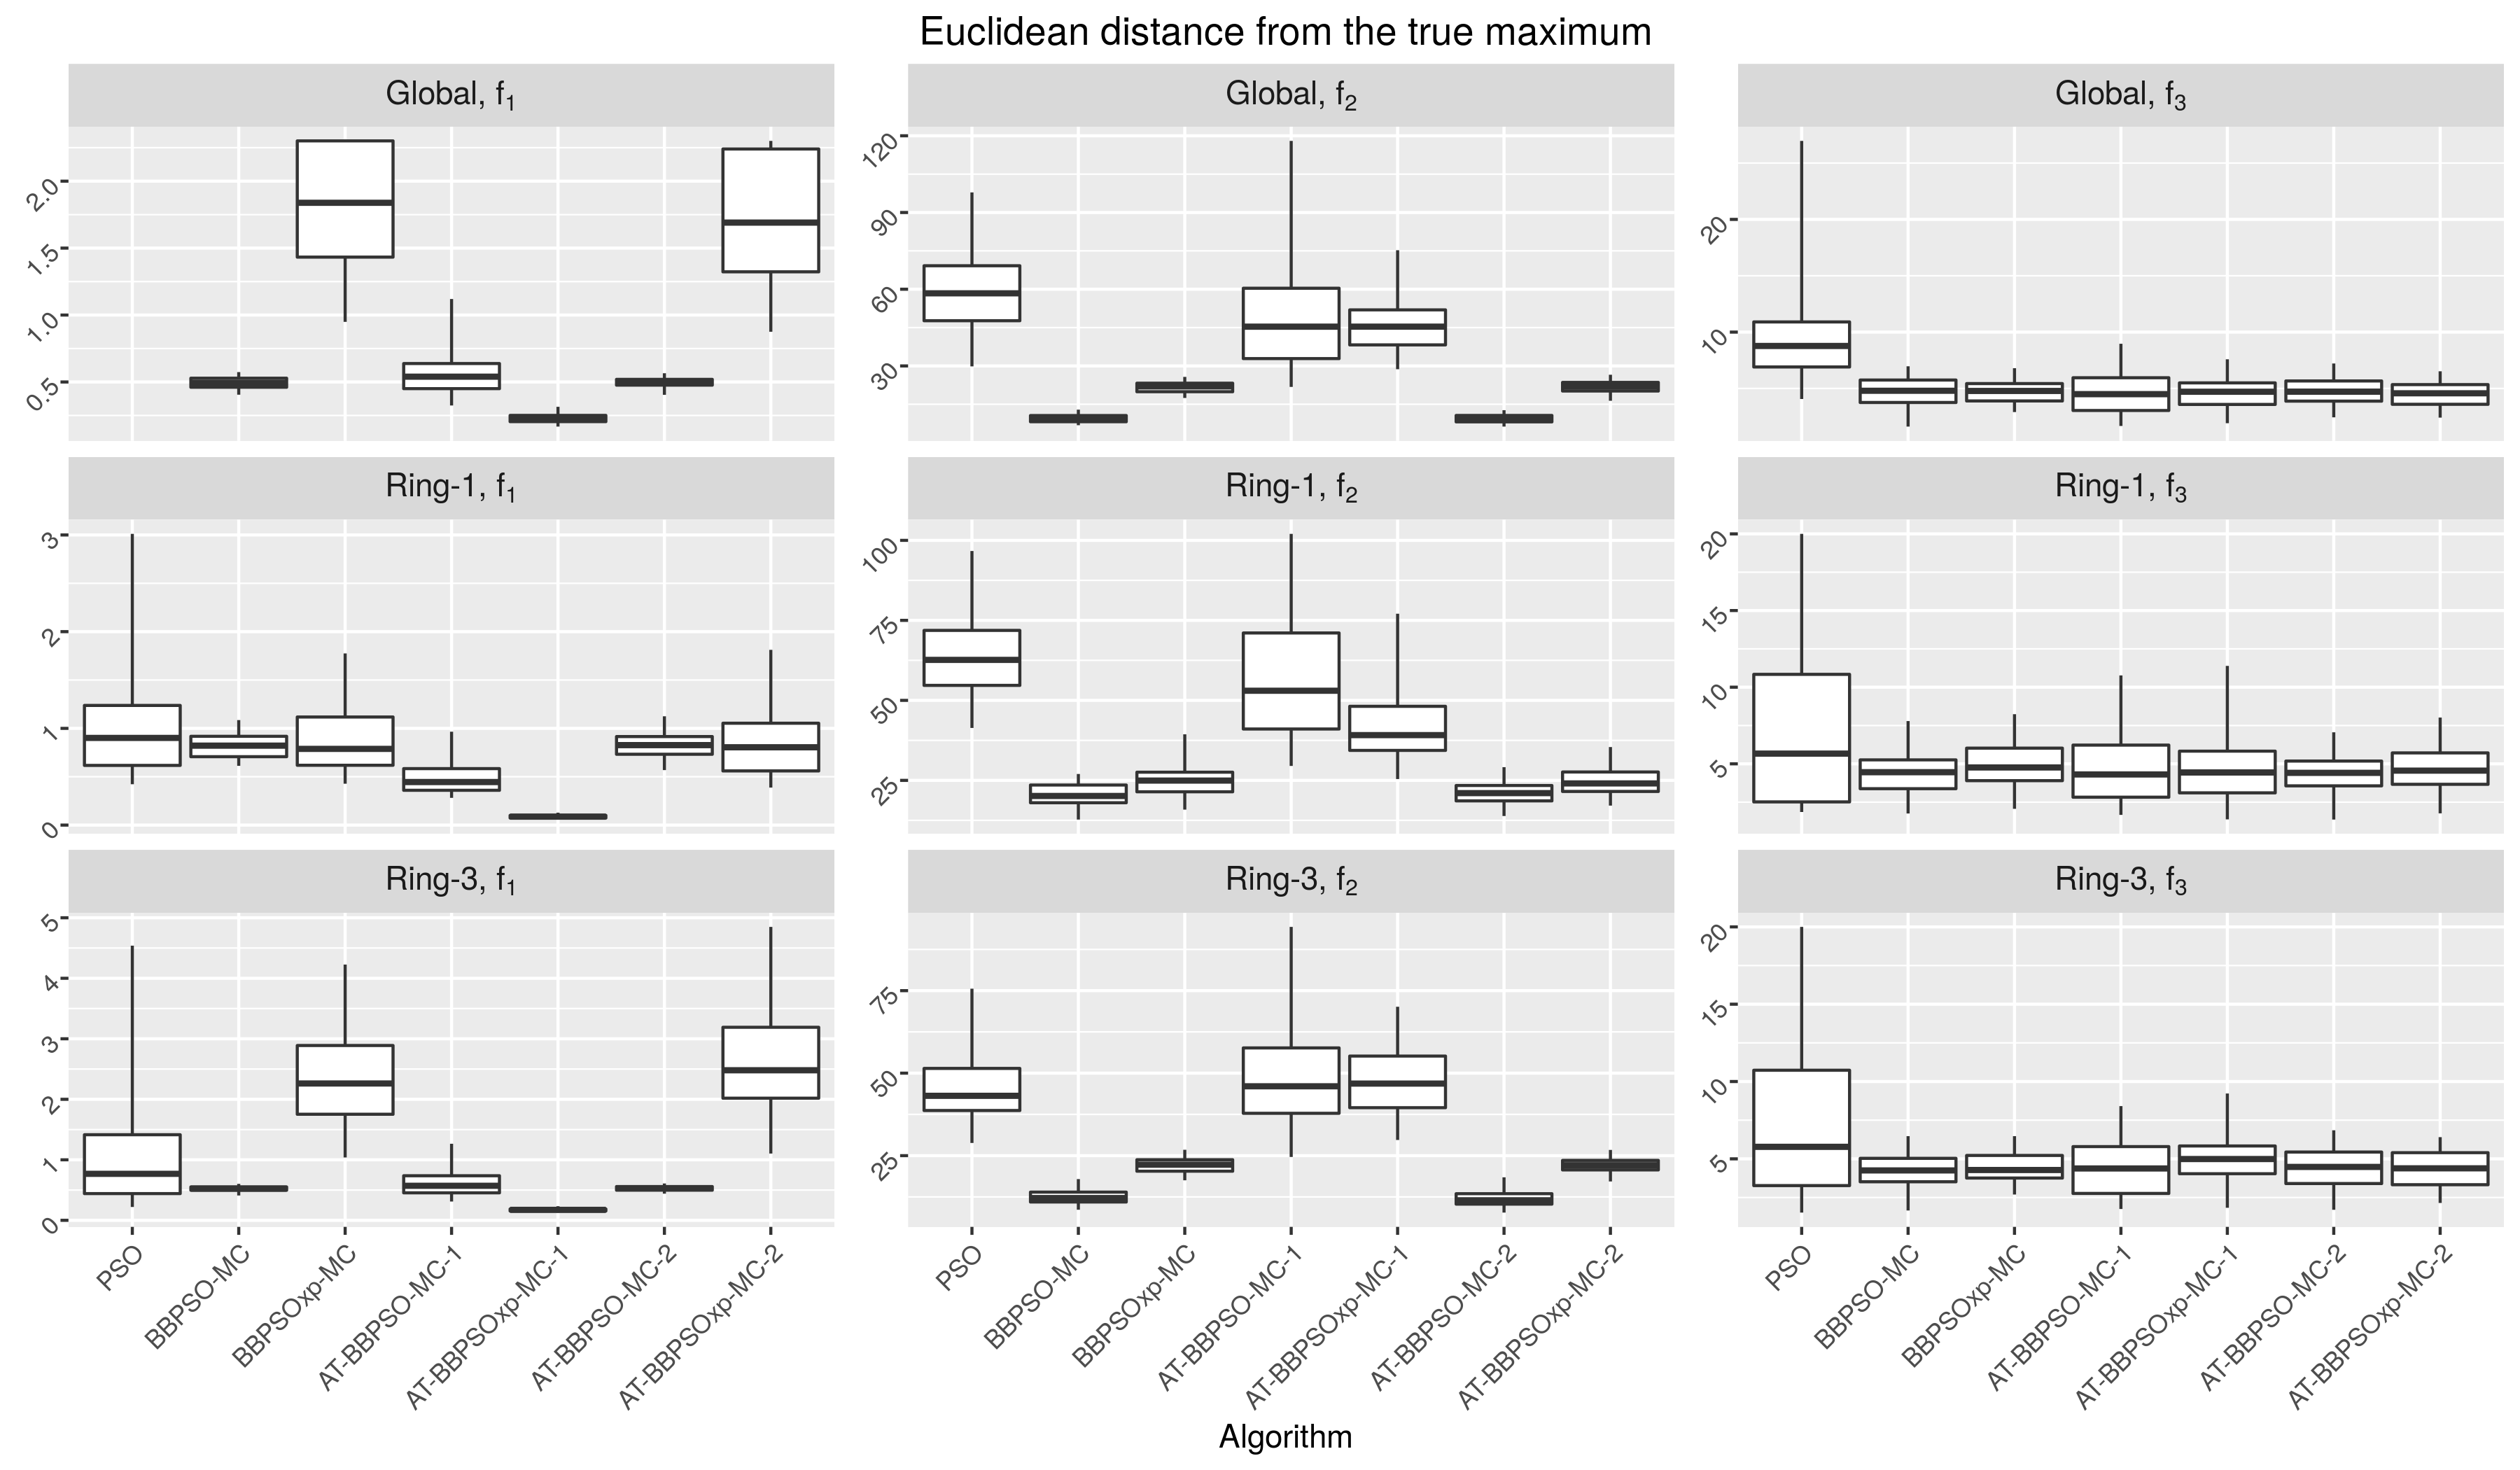 Euclidean distance from the true maximum
Global, f1
Global, f2
Global, f3
2.0
1.5
1.0
0.5
120
90
60
30
20
10
Ring-1, f1
Ring-1, f2
Ring-1, f3
3
2
1
0
100
75
50
25
20
15
10
5
Ring-3, f1
Ring-3, f2
Ring-3, f3
5
4
3
2
1
0
75
50
25
20
15
10
5
PSO
BBPSO-MC
BBPSOxp-MC
AT-BBPSO-MC-1
AT-BBPSOxp-MC-1
AT-BBPSO-MC-2
AT-BBPSOxp-MC-2
PSO
BBPSO-MC
BBPSOxp-MC
AT-BBPSO-MC-1
AT-BBPSOxp-MC-1
AT-BBPSO-MC-2
AT-BBPSOxp-MC-2
PSO
BBPSO-MC
BBPSOxp-MC
AT-BBPSO-MC-1
AT-BBPSOxp-MC-1
AT-BBPSO-MC-2
AT-BBPSOxp-MC-2
Algorithm